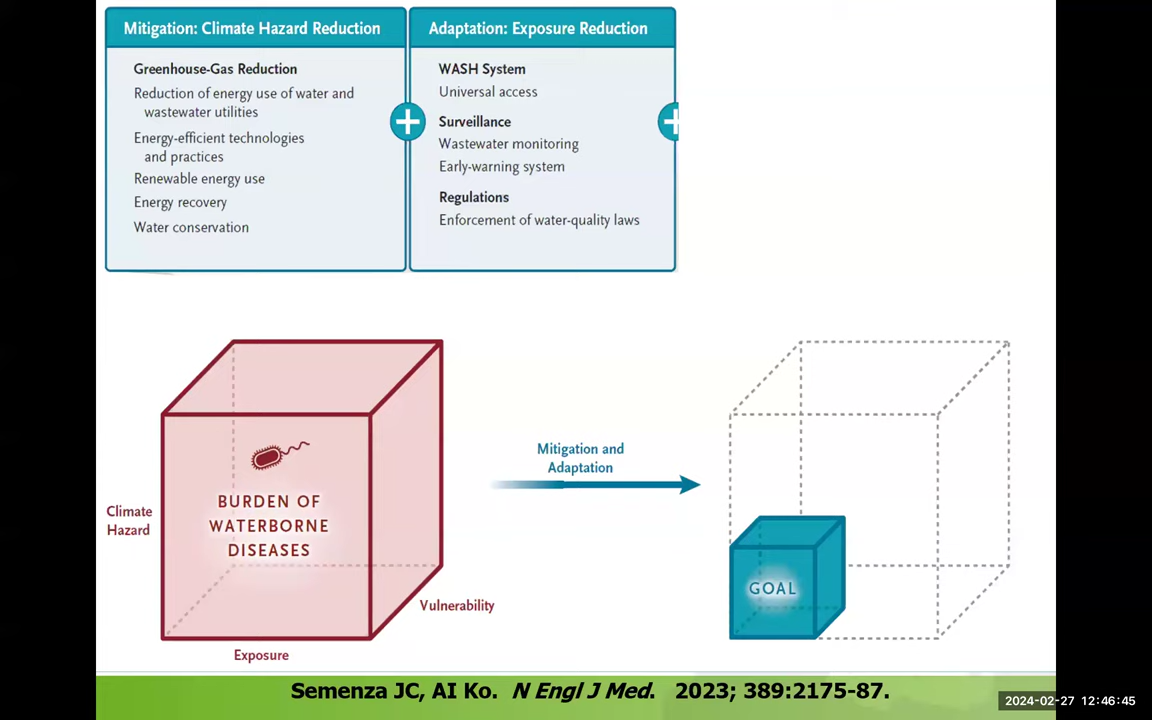 Mitigation: Climate Hazard Reduction
Greenhouse-Gas Reduction
Reduction of energy use of water and
wastewater utilities
Energy-efficient technologies
and practices
Renewable energy use
Energy recovery
Water conservation
+
Adaptation: Exposure Reduction
WASH System
Universal access
Surveillance
Wastewater monitoring
Early-warning system
Regulations
Enforcement of water-quality laws
+
Climate
Hazard
BURDEN OF
WATERBORNE
DISEASES
Vulnerability
Exposure
Mitigation and
Adaptation
GOAL
Semenza JC, AI Ko. N Engl J Med. 2023; 389:2175-87.
2024-02-27 12:46:45